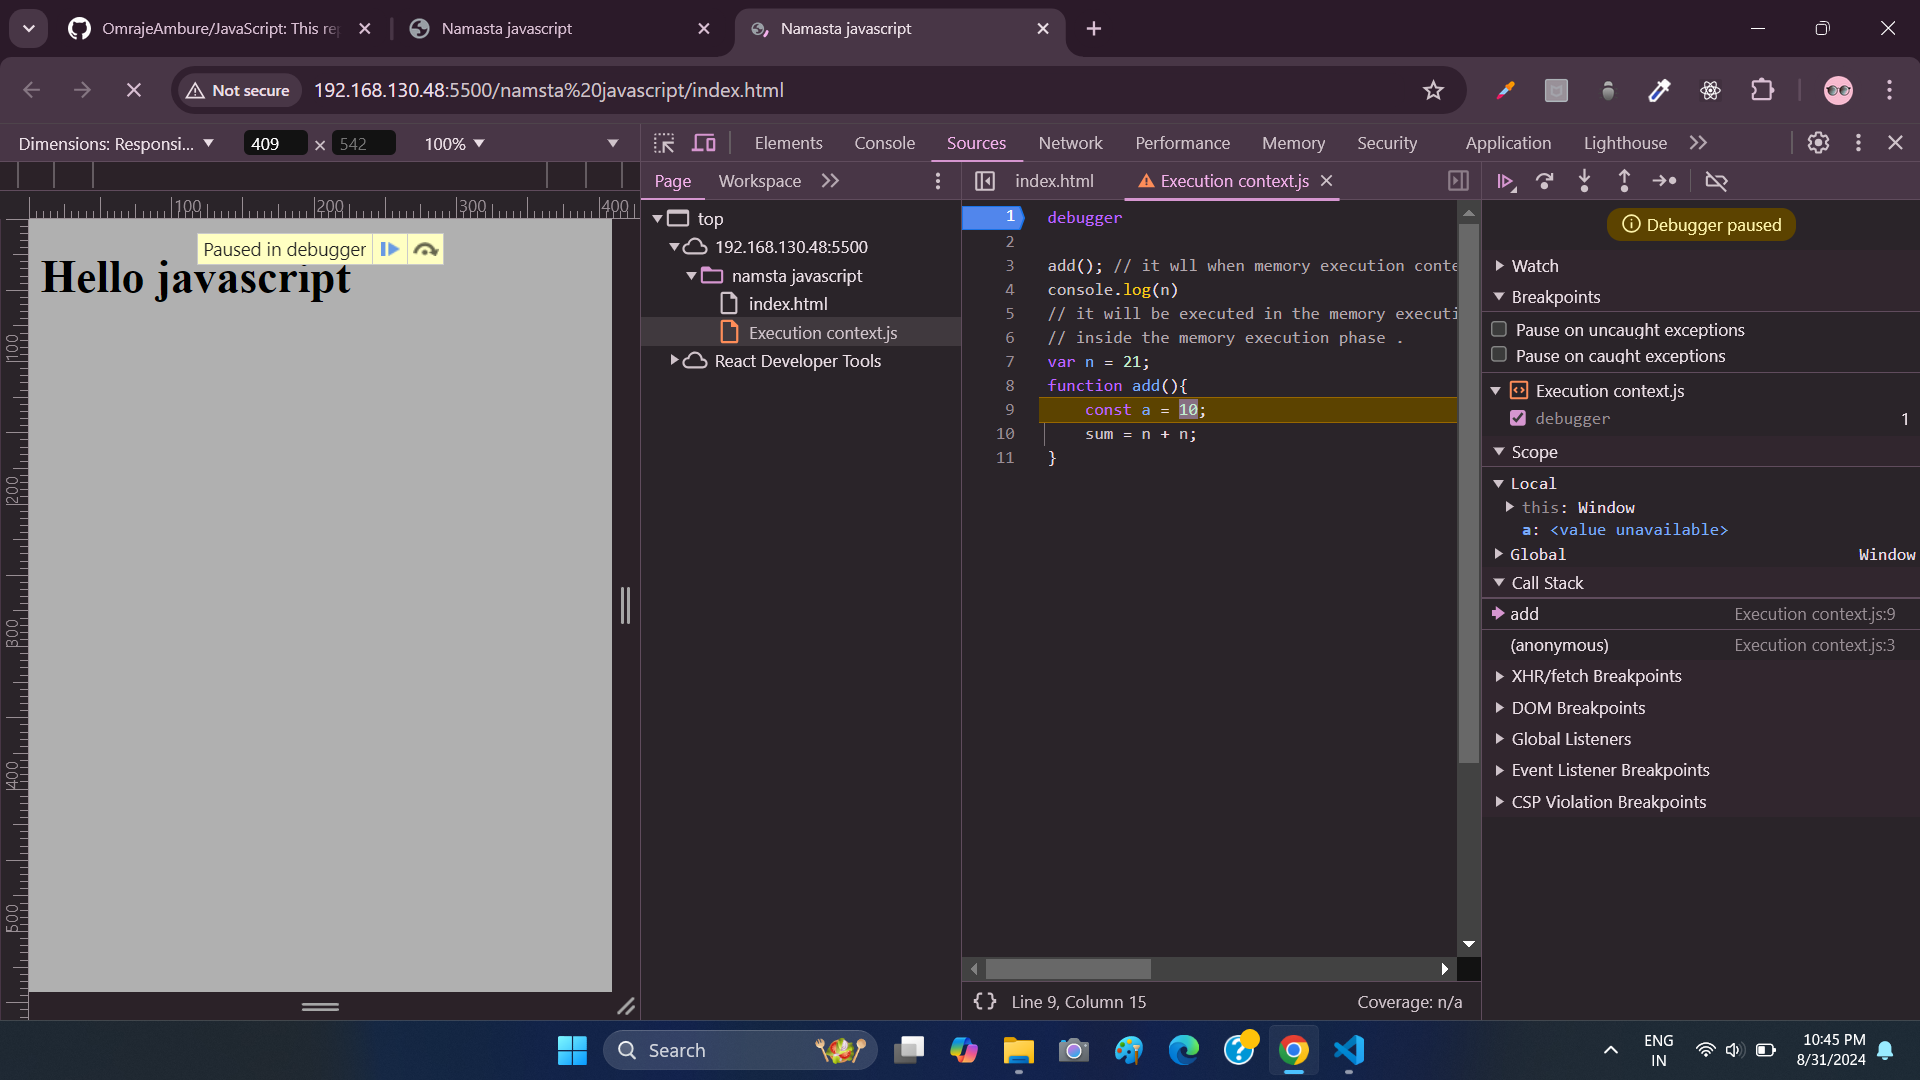 OmrajeAmbure/JavaScript: This re
Namasta javascript
Namasta javascript
Not secure
192.168.130.48:5500/namsta%20javascript/index.html
Dimensions: Responsi...
409 × 542
100%
Elements
Console
Sources
Network
Performance
Memory
Security
Application
Lighthouse
Page
Workspace
index.html
Execution context.js
100
200
300
400
100
200
300
400
500
Paused in debugger
Hello javascript
top
192.168.130.48:5500
namsta javascript
index.html
Execution context.js
React Developer Tools
1 debugger
2
3 add(); // it wll when memory execution conte
4 console.log(n)
5 // it will be executed in the memory executi
6 // inside the memory execution phase .
7 var n = 21;
8 function add(){
9 const a = 10;
10 sum = n + n;
11 }
Line 9, Column 15
Coverage: n/a
Debugger paused
Watch
Breakpoints
Pause on uncaught exceptions
Pause on caught exceptions
Execution context.js
debugger 1
Scope
Local
this: Window
a: <value unavailable>
Global Window
Call Stack
add Execution context.js:9
(anonymous) Execution context.js:3
XHR/fetch Breakpoints
DOM Breakpoints
Global Listeners
Event Listener Breakpoints
CSP Violation Breakpoints
Search
ENG
IN
10:45 PM
8/31/2024